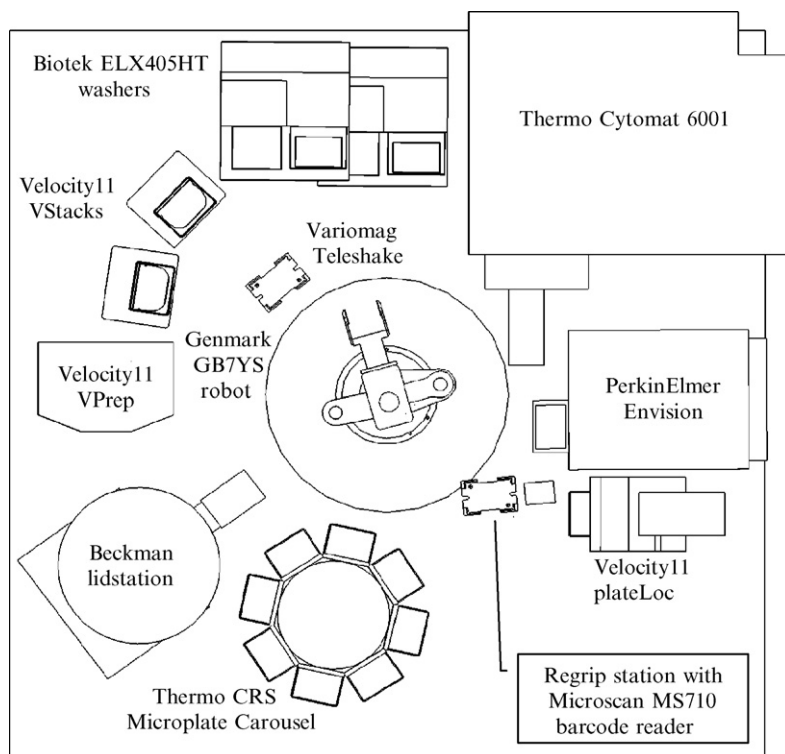 Biotek ELX405HT
washers
Thermo Cytomat 6001
Velocity11
VStacks
Variomag
Teleshake
Genmark
GB7YS
robot
Velocity11
VPrep
PerkinElmer
Envision
Beckman
lidstation
Velocity11
plateLoc
Thermo CRS
Microplate Carousel
Regrip station with
Microscan MS710
barcode reader